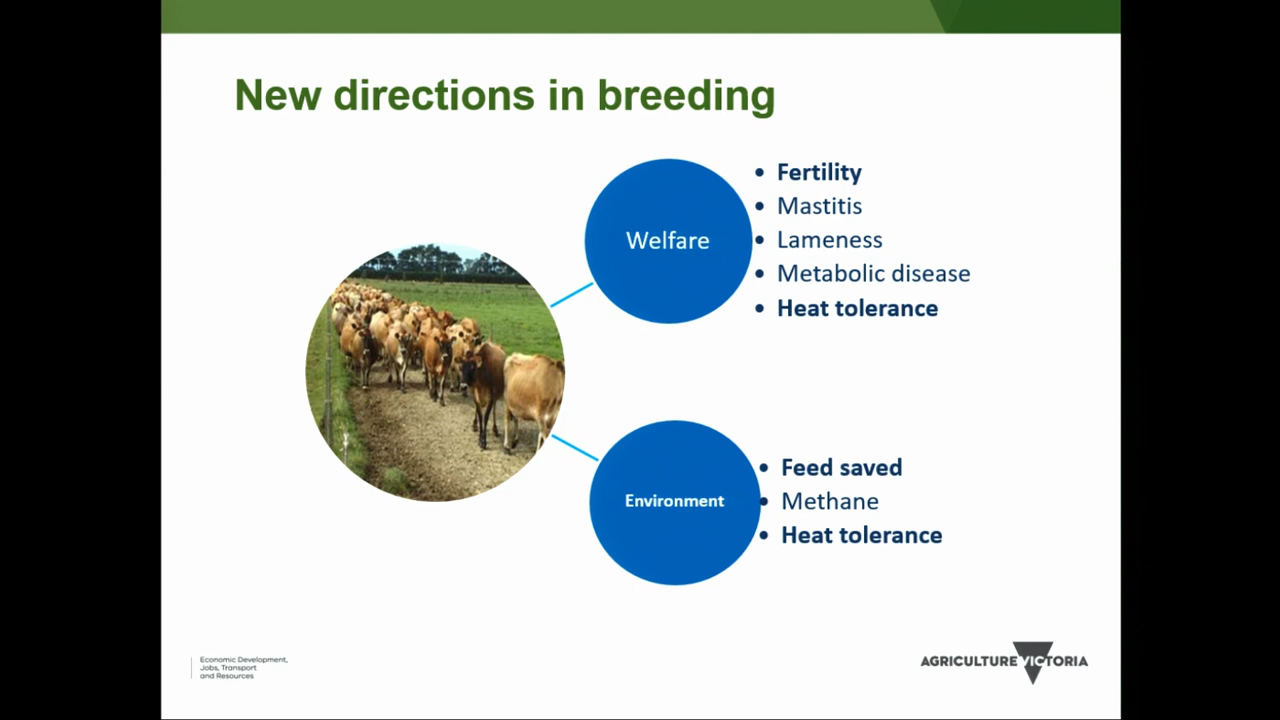 New directions in breeding
Welfare
• Fertility
• Mastitis
• Lameness
• Metabolic disease
• Heat tolerance
Environment
• Feed saved
• Methane
• Heat tolerance
Economic Development,
Jobs, Transport
and Resources
AGRICULTURE VICTORIA